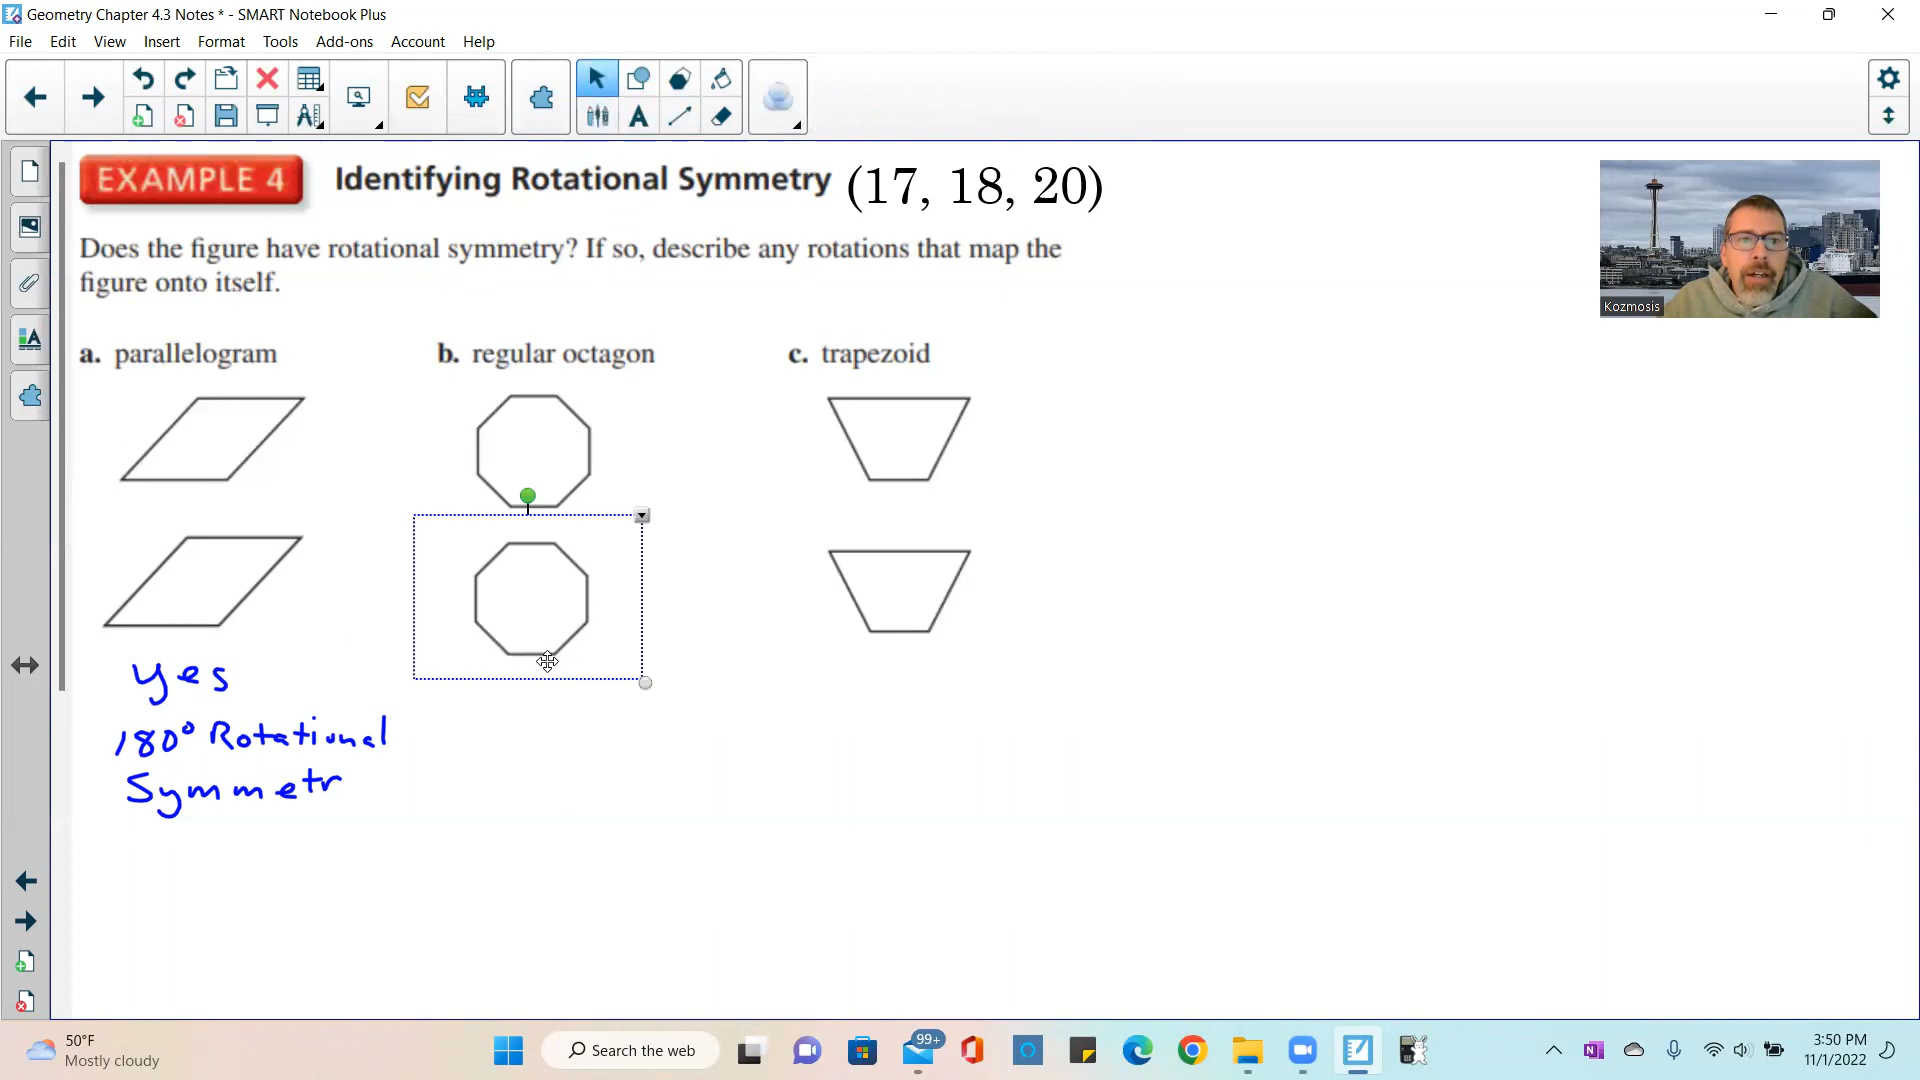 Geometry Chapter 4.3 Notes * - SMART Notebook Plus
File Edit View Insert Format Tools Add-ons Account Help
EXAMPLE 4 Identifying Rotational Symmetry (17, 18, 20)
Does the figure have rotational symmetry? If so, describe any rotations that map the
figure onto itself.
a. parallelogram b. regular octagon c. trapezoid
Kozmosis
yes
180° Rotational
Symmetr
50°F
Mostly cloudy
Search the web
99+
3:50 PM
11/1/2022